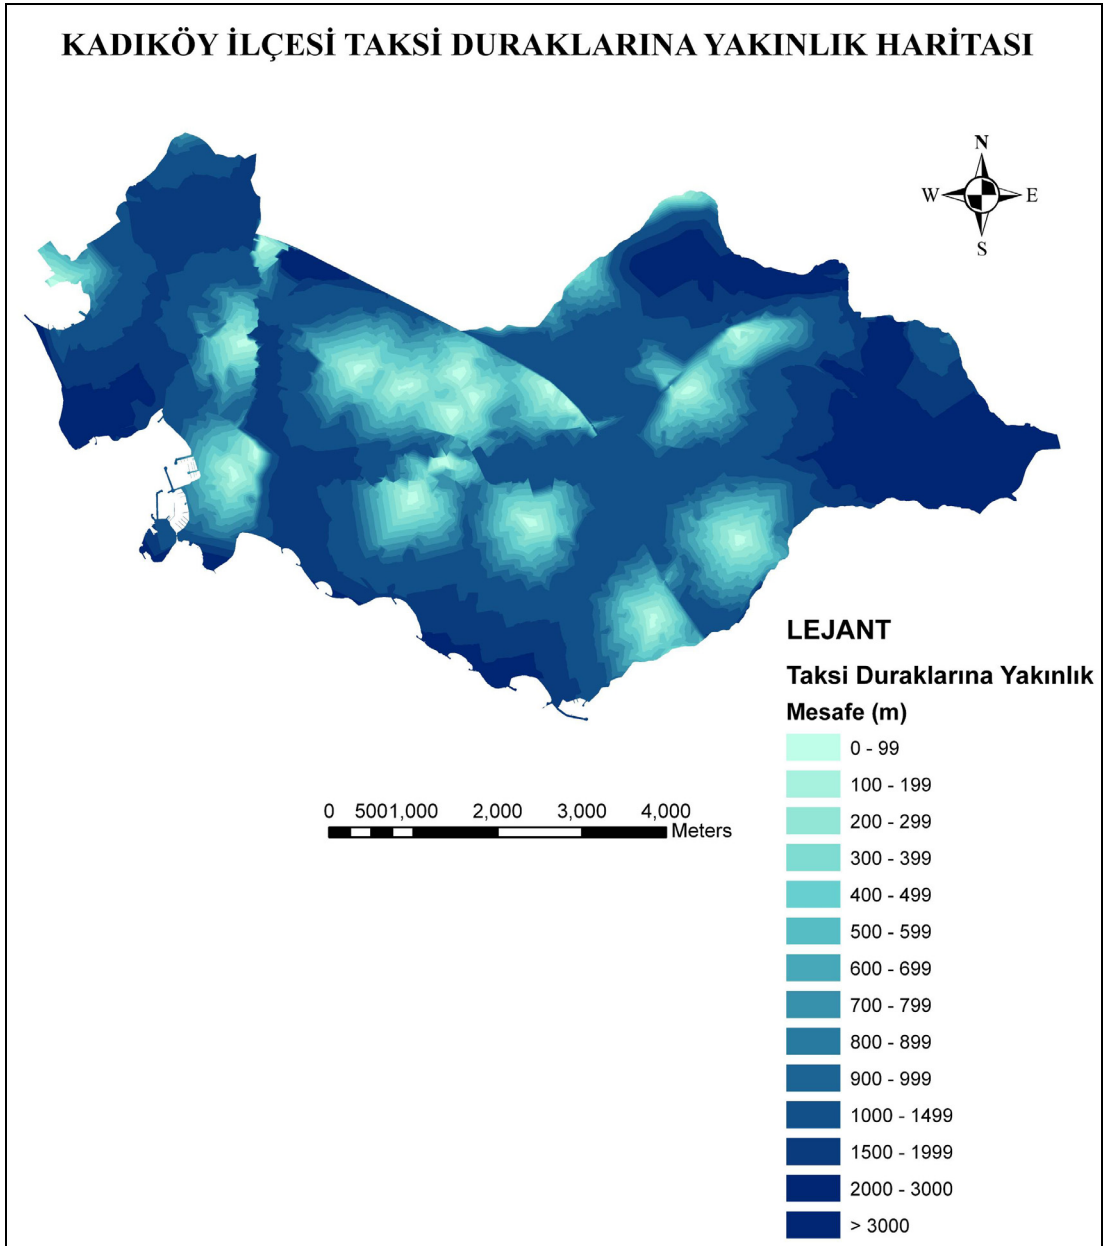 KADIKÖY İLÇESİ TAKSİ DURAKLARINA YAKINLIK HARİTASI
N
W E
S
LEJANT
Taksi Duraklarına Yakınlık
Mesafe (m)
0 - 99
100 - 199
200 - 299
300 - 399
400 - 499
500 - 599
600 - 699
700 - 799
800 - 899
900 - 999
1000 - 1499
1500 - 1999
2000 - 3000
> 3000
0 500 1,000 2,000 3,000 4,000
Meters